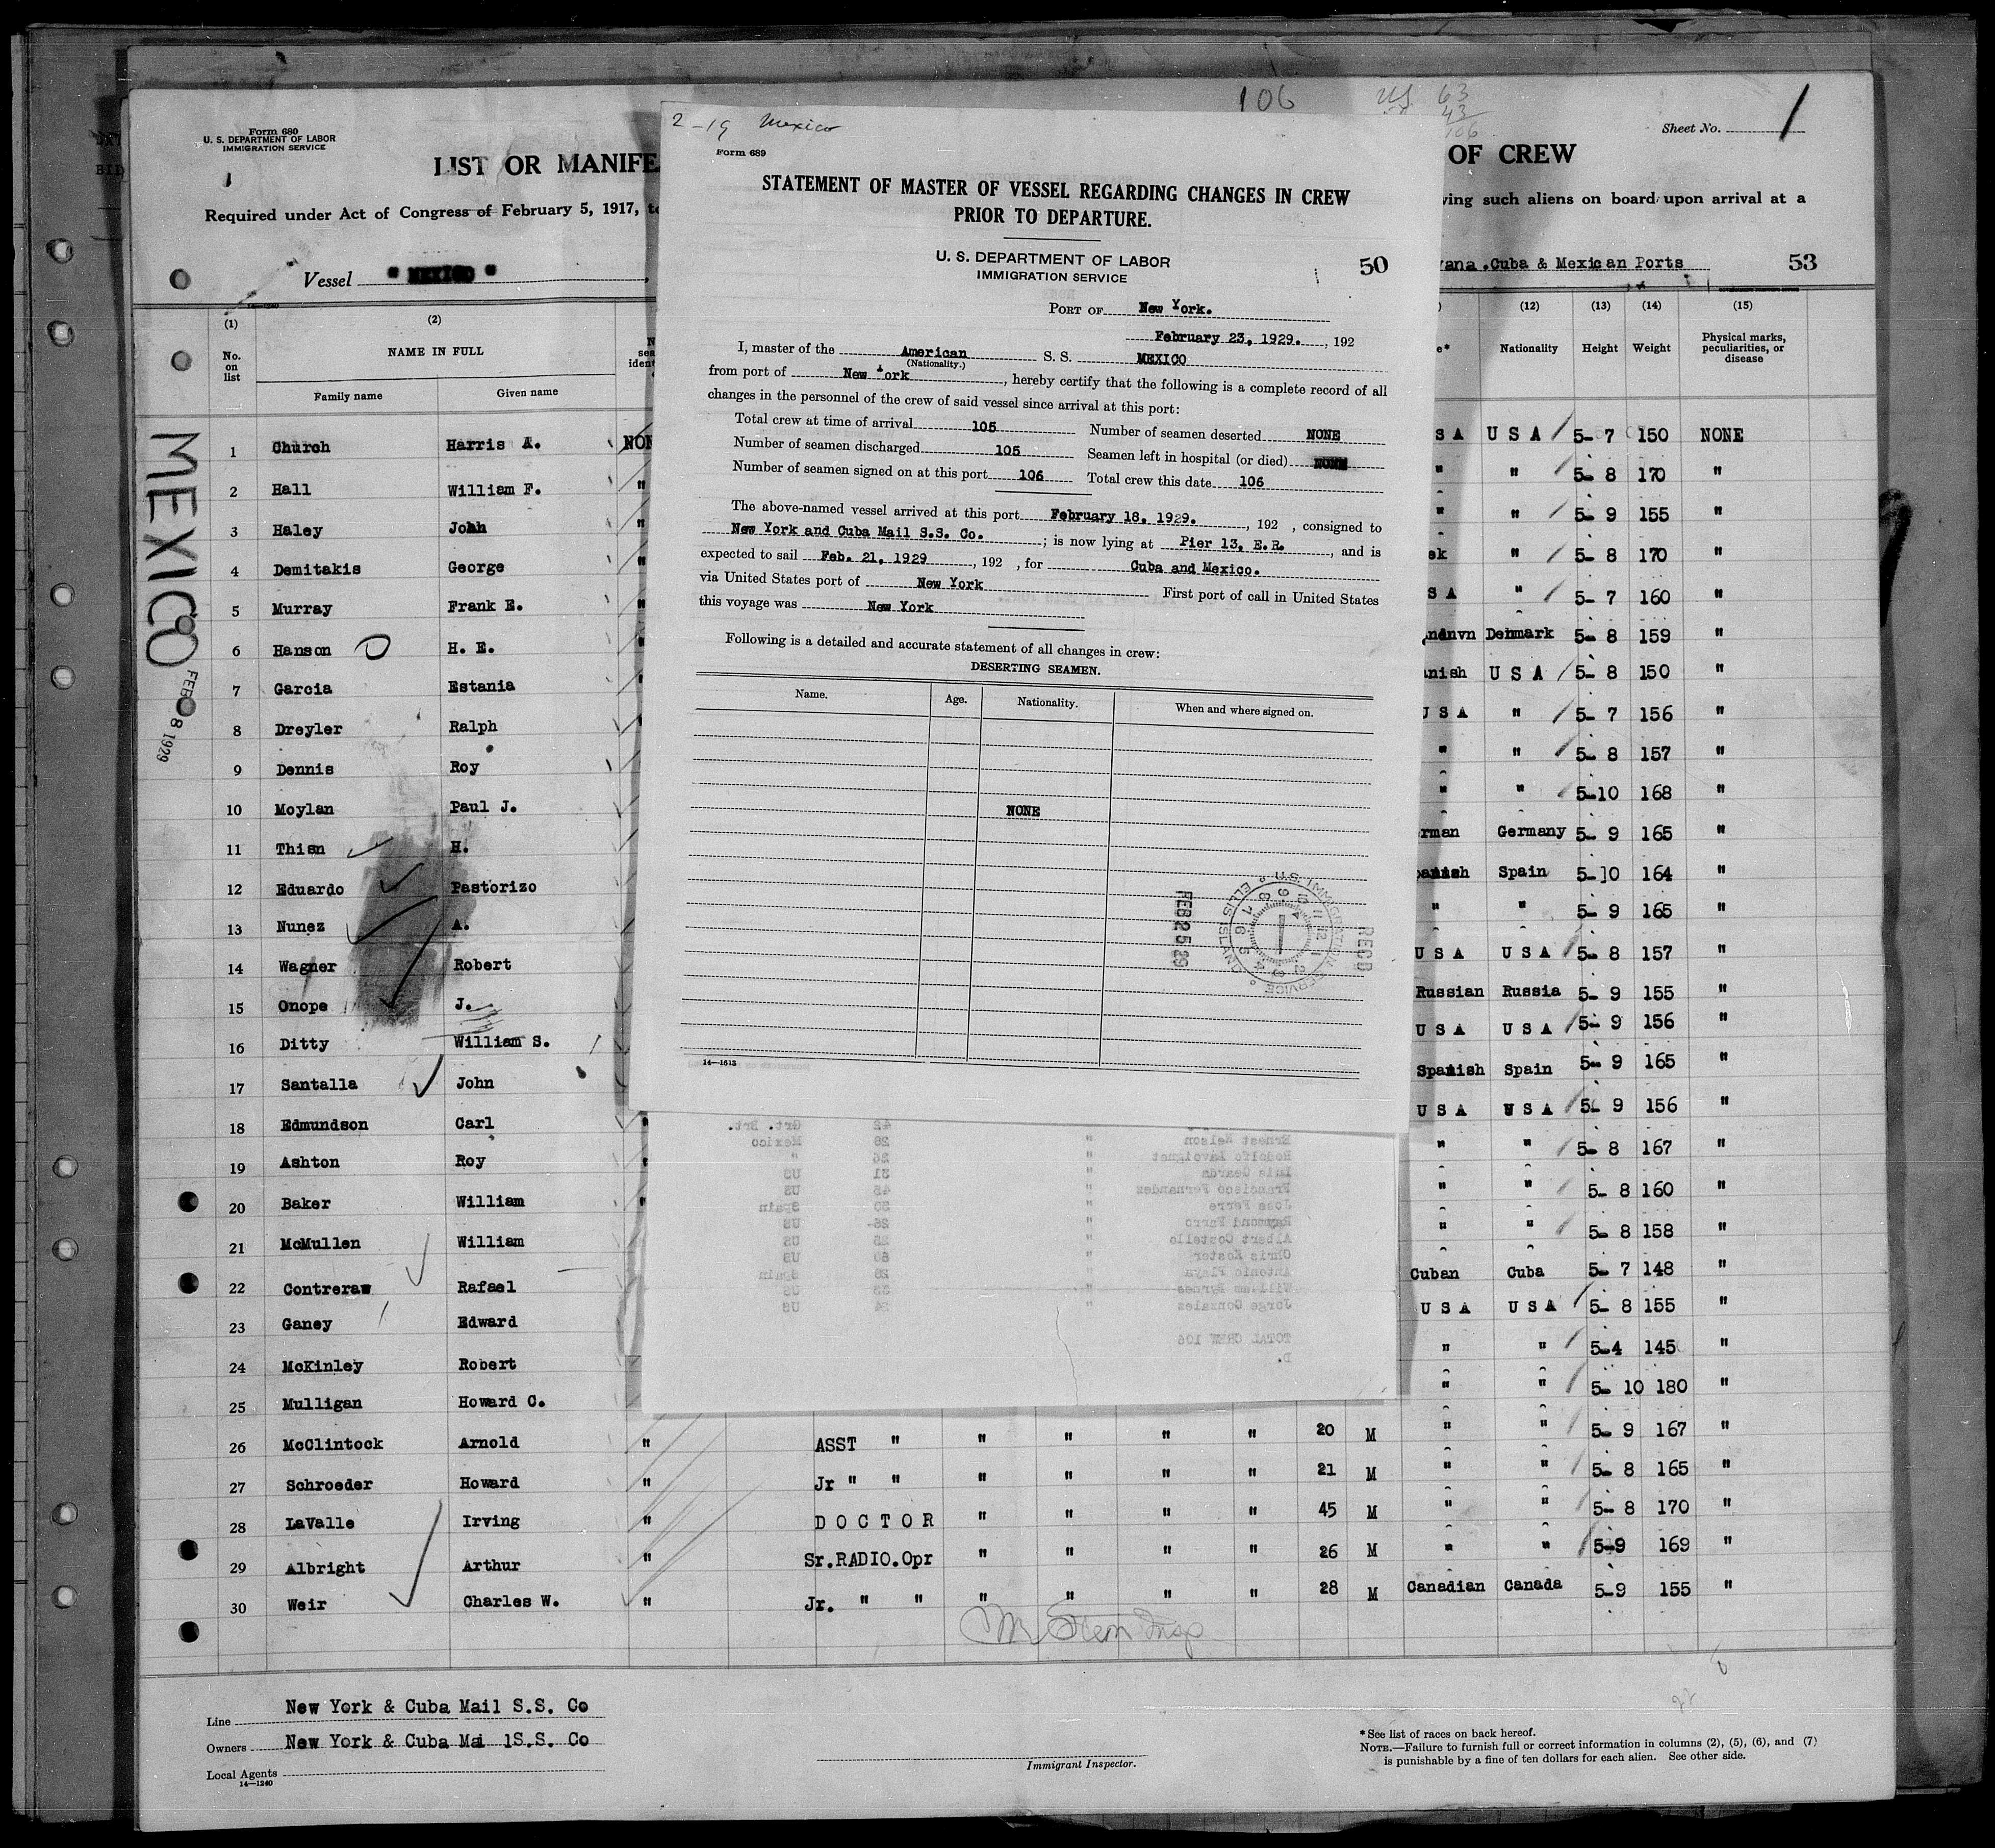 106
US 63
43
106
Sheet No. 1
Form 680
U. S. DEPARTMENT OF LABOR
IMMIGRATION SERVICE
LIST OR MANIFE
OF CREW
Required under Act of Congress of February 5, 1917, t
ving such aliens on board upon arrival at a
Vessel " MEXICO "
vana.Cuba & Mexican Ports
53
2-19 Mexico
Form 689
STATEMENT OF MASTER OF VESSEL REGARDING CHANGES IN CREW
PRIOR TO DEPARTURE.
U. S. DEPARTMENT OF LABOR
IMMIGRATION SERVICE
50
PORT OF New York.
February 23, 1929. , 192
I, master of the American S. S. MEXICO
(Nationality.)
from port of New York , hereby certify that the following is a complete record of all
changes in the personnel of the crew of said vessel since arrival at this port:
Total crew at time of arrival 105 Number of seamen deserted NONE
Number of seamen discharged 105 Seamen left in hospital (or died) NONE
Number of seamen signed on at this port 106 Total crew this date 106
The above-named vessel arrived at this port February 18, 1929. , 192 , consigned to
New York and Cuba Mail S.S. Co. ; is now lying at Pier 13, E.R. , and is
expected to sail Feb. 21, 1929 , 192 , for Cuba and Mexico.
via United States port of New York First port of call in United States
this voyage was New York
Following is a detailed and accurate statement of all changes in crew:
DESERTING SEAMEN.
Name. Age. Nationality. When and where signed on.
NONE
RECD
U.S. IMMIGRATION SERVICE
ELLIS ISLAND
FEB 25 29
14—1613
(1) (2) (12) (13) (14) (15)
No. on list NAME IN FULL Nationality Height Weight Physical marks, peculiarities, or disease
Family name Given name
MEXICO
FEB 8 1929
1 Church Harris A. NON S A U S A 5- 7 150 NONE
2 Hall William F. " " " 5- 8 170 "
3 Haley John " " " 5- 9 155 "
4 Demitakis George " ek " 5- 8 170 "
5 Murray Frank E. " S A " 5- 7 160 "
6 Hanson H. E. " ndnvn Denmark 5- 8 159 "
7 Garcia Estania " nish U S A 5- 8 150 "
8 Dreyler Ralph U S A " 5- 7 156 "
9 Dennis Roy " " 5- 8 157 "
10 Moylan Paul J. " " 5-10 168 "
11 Thian H. rman Germany 5- 9 165 "
12 Eduardo Pastorizo panish Spain 5-10 164 "
13 Nunez A. " " 5- 9 165 "
14 Wagner Robert U S A U S A 5- 8 157 "
15 Onope J. Russian Russia 5- 9 155 "
16 Ditty William S. U S A U S A 5- 9 156 "
17 Santalla John Spanish Spain 5- 9 165 "
18 Edmundson Carl " U S A U S A 5- 9 156 "
19 Ashton Roy " " " 5- 8 167 "
20 Baker William " " " 5- 8 160 "
21 McMullen William " " 5- 8 158 "
22 Contreraw Rafael Cuban Cuba 5- 7 148 "
23 Ganey Edward U S A U S A 5- 8 155 "
24 McKinley Robert " " 5-4 145 "
25 Mulligan Howard C. " " 5- 10 180 "
26 McClintock Arnold " ASST " " " " " 20 M " " 5- 9 167 "
27 Schroeder Howard " Jr " " " " " " 21 M " " 5- 8 165 "
28 LaValle Irving " DOCTOR " " " " 45 M " " 5- 8 170 "
29 Albright Arthur " Sr.RADIO.Opr " " " " 26 M " " 5-9 169 "
30 Weir Charles W. " Jr. " " " " " " 28 M Canadian Canada 5-9 155 "
Line New York & Cuba Mail S.S. Co
Owners New York & Cuba Mai lS.S. Co
Local Agents
14—1240
Immigrant Inspector.
*See list of races on back hereof.
NOTE.—Failure to furnish full or correct information in columns (2), (5), (6), and (7)
is punishable by a fine of ten dollars for each alien. See other side.